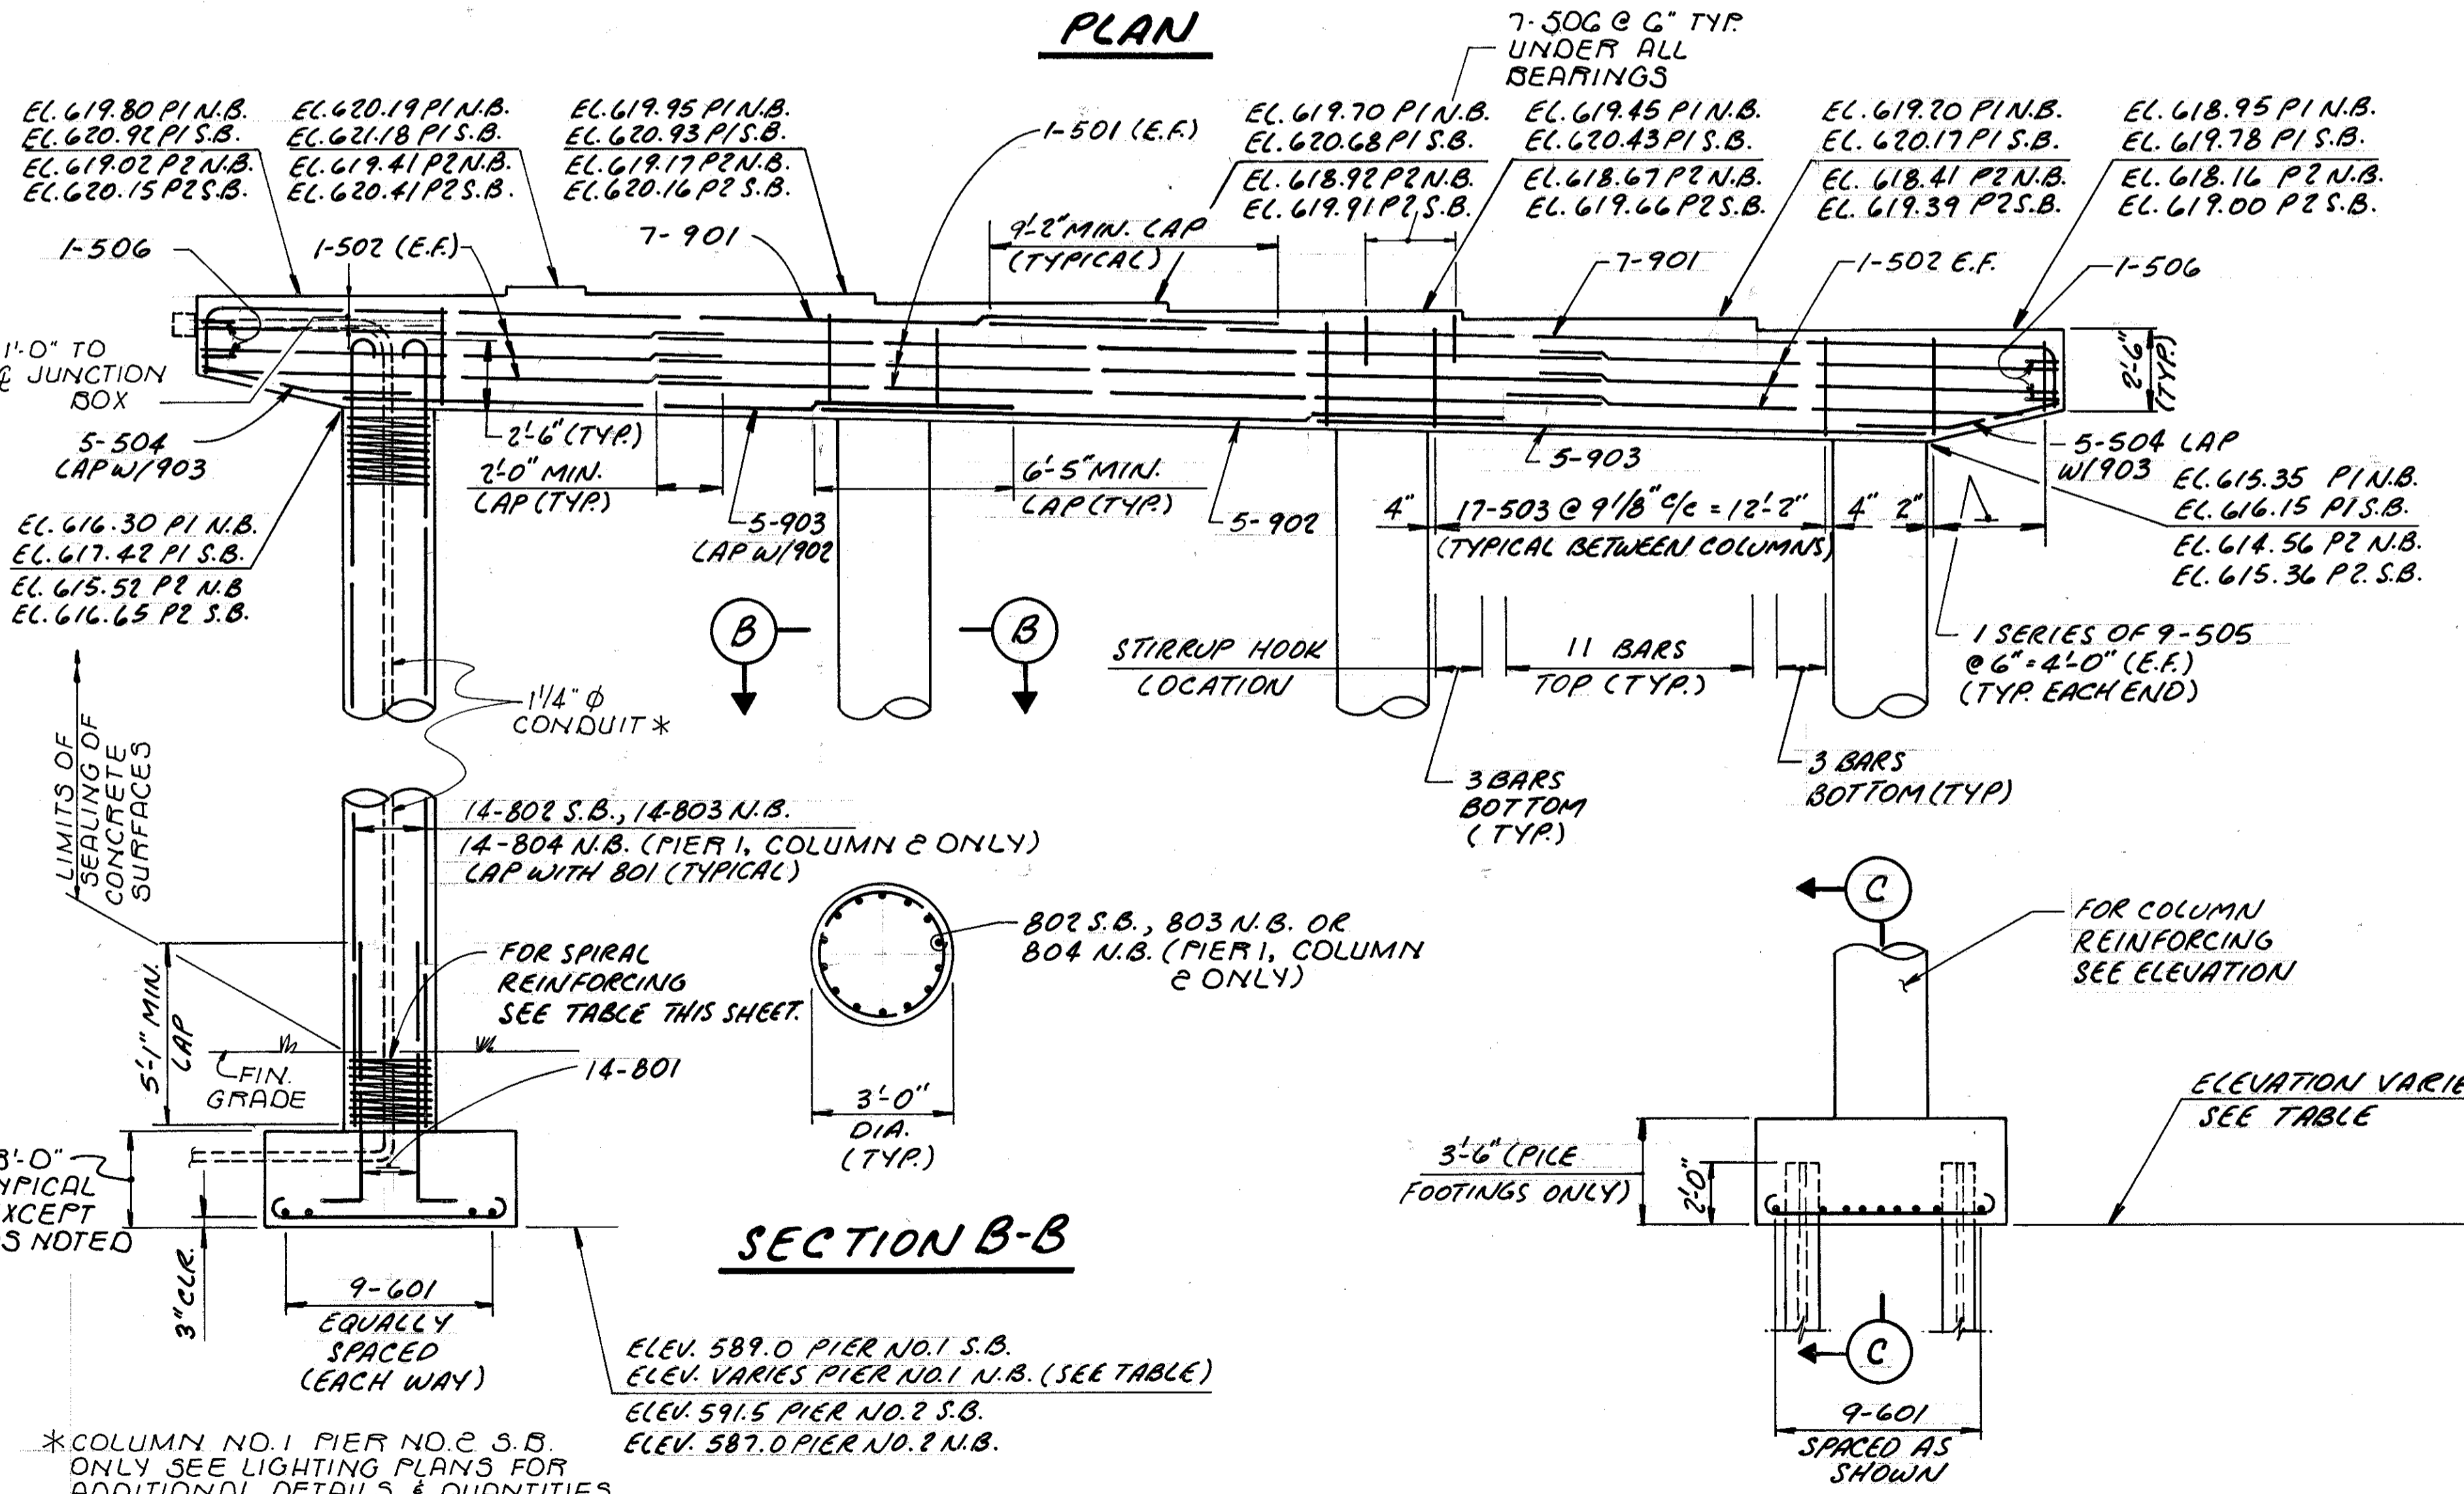 PLAN
7-506 @ 6" TYP.
UNDER ALL
BEARINGS
EL. 619.80 P1 N.B.
EL. 620.92 P1 S.B.
EL. 619.02 P2 N.B.
EL. 620.15 P2 S.B.
EL. 620.19 P1 N.B.
EL. 621.18 P1 S.B.
EL. 619.41 P2 N.B.
EL. 620.41 P2 S.B.
EL. 619.95 P1 N.B.
EL. 620.93 P1 S.B.
EL. 619.17 P2 N.B.
EL. 620.16 P2 S.B.
1-501 (E.F.)
EL. 619.70 P1 N.B.
EL. 620.68 P1 S.B.
EL. 618.92 P2 N.B.
EL. 619.91 P2 S.B.
EL. 619.45 P1 N.B.
EL. 620.43 P1 S.B.
EL. 618.67 P2 N.B.
EL. 619.66 P2 S.B.
EL. 619.20 P1 N.B.
EL. 620.17 P1 S.B.
EL. 618.41 P2 N.B.
EL. 619.39 P2 S.B.
EL. 618.95 P1 N.B.
EL. 619.78 P1 S.B.
EL. 618.16 P2 N.B.
EL. 619.00 P2 S.B.
1-506
1-502 (E.F.)
7-901
9'-2" MIN. LAP
(TYPICAL)
7-901
1-502 E.F.
1-506
1'-0" TO
℄ JUNCTION
BOX
2'-6"
(TYP.)
5-504
LAP W/903
2'-6" (TYP.)
2'-0" MIN.
LAP (TYP.)
5-903
LAP W/902
6'-5" MIN.
LAP (TYP.)
5-902
5-903
4"
17-503 @ 9 1/8" C/C = 12'-2"
(TYPICAL BETWEEN COLUMNS)
4"
2"
5-504 LAP
W/903
EL. 615.35 P1 N.B.
EL. 616.15 P1 S.B.
EL. 614.56 P2 N.B.
EL. 615.36 P2 S.B.
EL. 616.30 P1 N.B.
EL. 617.42 P1 S.B.
EL. 615.52 P2 N.B
EL. 616.65 P2 S.B.
B
B
STIRRUP HOOK
LOCATION
11 BARS
TOP (TYP.)
1 SERIES OF 9-505
@ 6" = 4'-0" (E.F.)
(TYP. EACH END)
1 1/4" ϕ
CONDUIT *
LIMITS OF
SEALING OF
CONCRETE
SURFACES
3 BARS
BOTTOM
(TYP.)
3 BARS
BOTTOM (TYP)
14-802 S.B., 14-803 N.B.
14-804 N.B. (PIER 1, COLUMN 2 ONLY)
LAP WITH 801 (TYPICAL)
802 S.B., 803 N.B. OR
804 N.B. (PIER 1, COLUMN
2 ONLY)
C
FOR COLUMN
REINFORCING
SEE ELEVATION
FOR SPIRAL
REINFORCING
SEE TABLE THIS SHEET.
5'-1" MIN.
LAP
FIN.
GRADE
14-801
3'-0"
DIA.
(TYP.)
ELEVATION VARIE
SEE TABLE
3'-0"
TYPICAL
EXCEPT
AS NOTED
3" CLR.
3'-6" (PILE
FOOTINGS ONLY)
2'-0"
SECTION B-B
9-601
EQUALLY
SPACED
(EACH WAY)
ELEV. 589.0 PIER NO.1 S.B.
ELEV. VARIES PIER NO.1 N.B. (SEE TABLE)
ELEV. 591.5 PIER NO.2 S.B.
ELEV. 587.0 PIER NO.2 N.B.
C
9-601
SPACED AS
SHOWN
* COLUMN NO.1 PIER NO.2 S.B.
ONLY SEE LIGHTING PLANS FOR
ADDITIONAL DETAILS & QUANTITIES